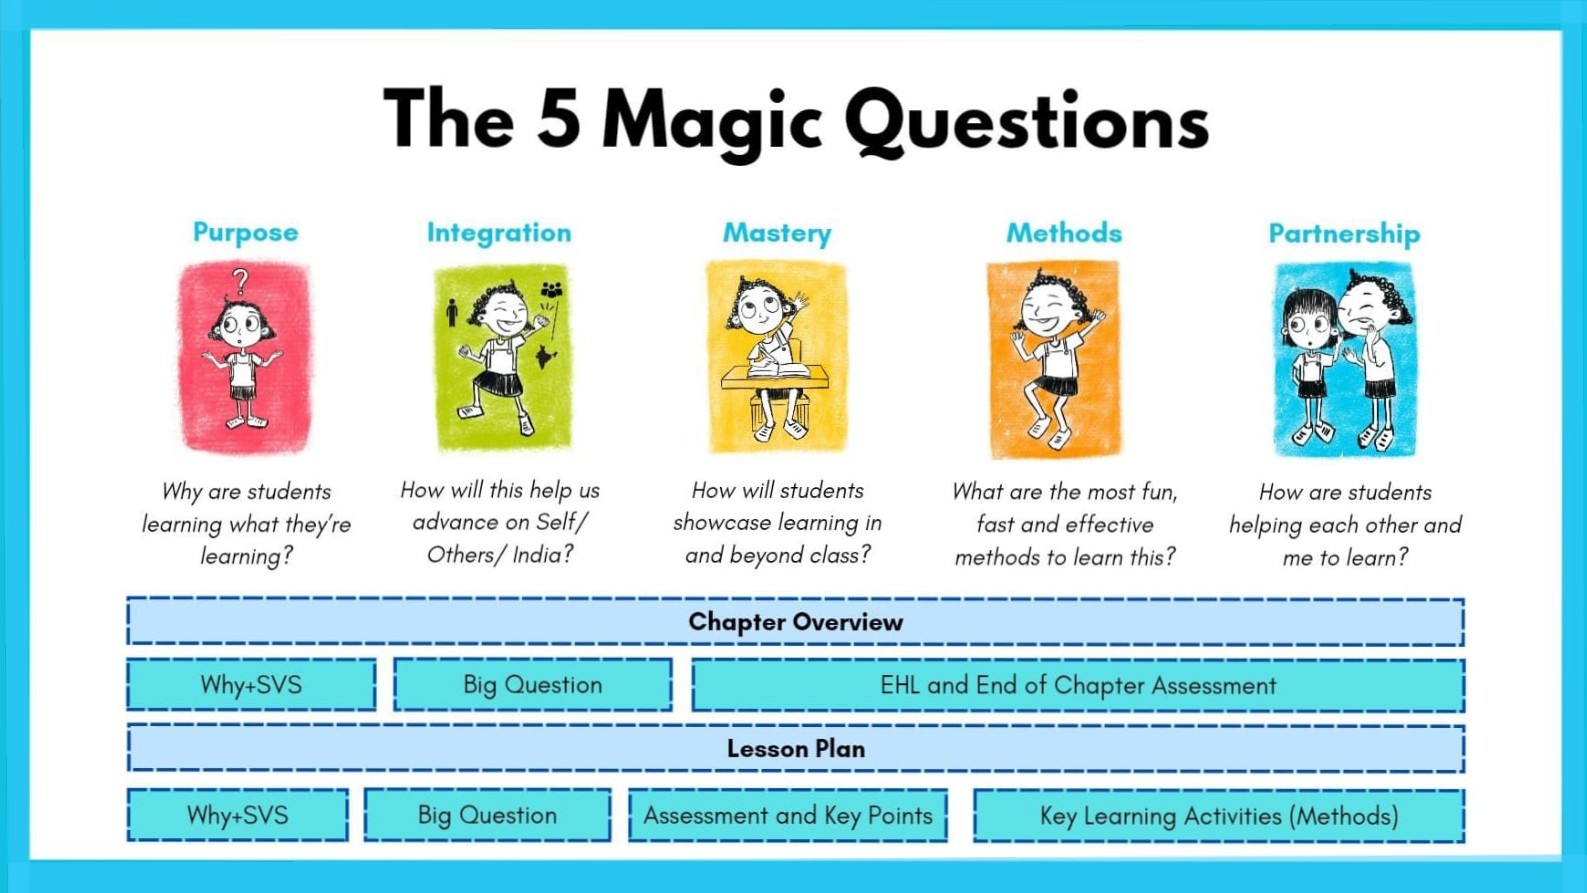 The 5 Magic Questions
Purpose
Integration
Mastery
Methods
Partnership
?
Why are students
learning what they're
learning?
How will this help us
advance on Self/
Others/ India?
How will students
showcase learning in
and beyond class?
What are the most fun,
fast and effective
methods to learn this?
How are students
helping each other and
me to learn?
Chapter Overview
Why+SVS
Big Question
EHL and End of Chapter Assessment
Lesson Plan
Why+SVS
Big Question
Assessment and Key Points
Key Learning Activities (Methods)